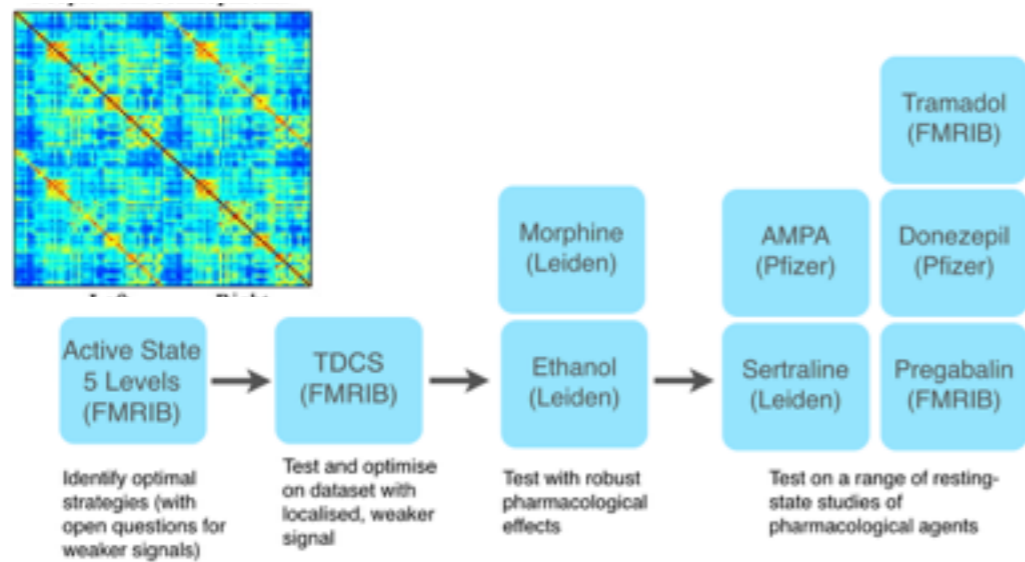 Tramadol
(FMRIB)
Morphine
(Leiden)
AMPA
(Pfizer)
Donezepil
(Pfizer)
Active State
5 Levels
(FMRIB)
TDCS
(FMRIB)
Ethanol
(Leiden)
Sertraline
(Leiden)
Pregabalin
(FMRIB)
Identify optimal
strategies (with
open questions for
weaker signals)
Test and optimise
on dataset with
localised, weaker
signal
Test with robust
pharmacological
effects
Test on a range of resting-
state studies of
pharmacological agents